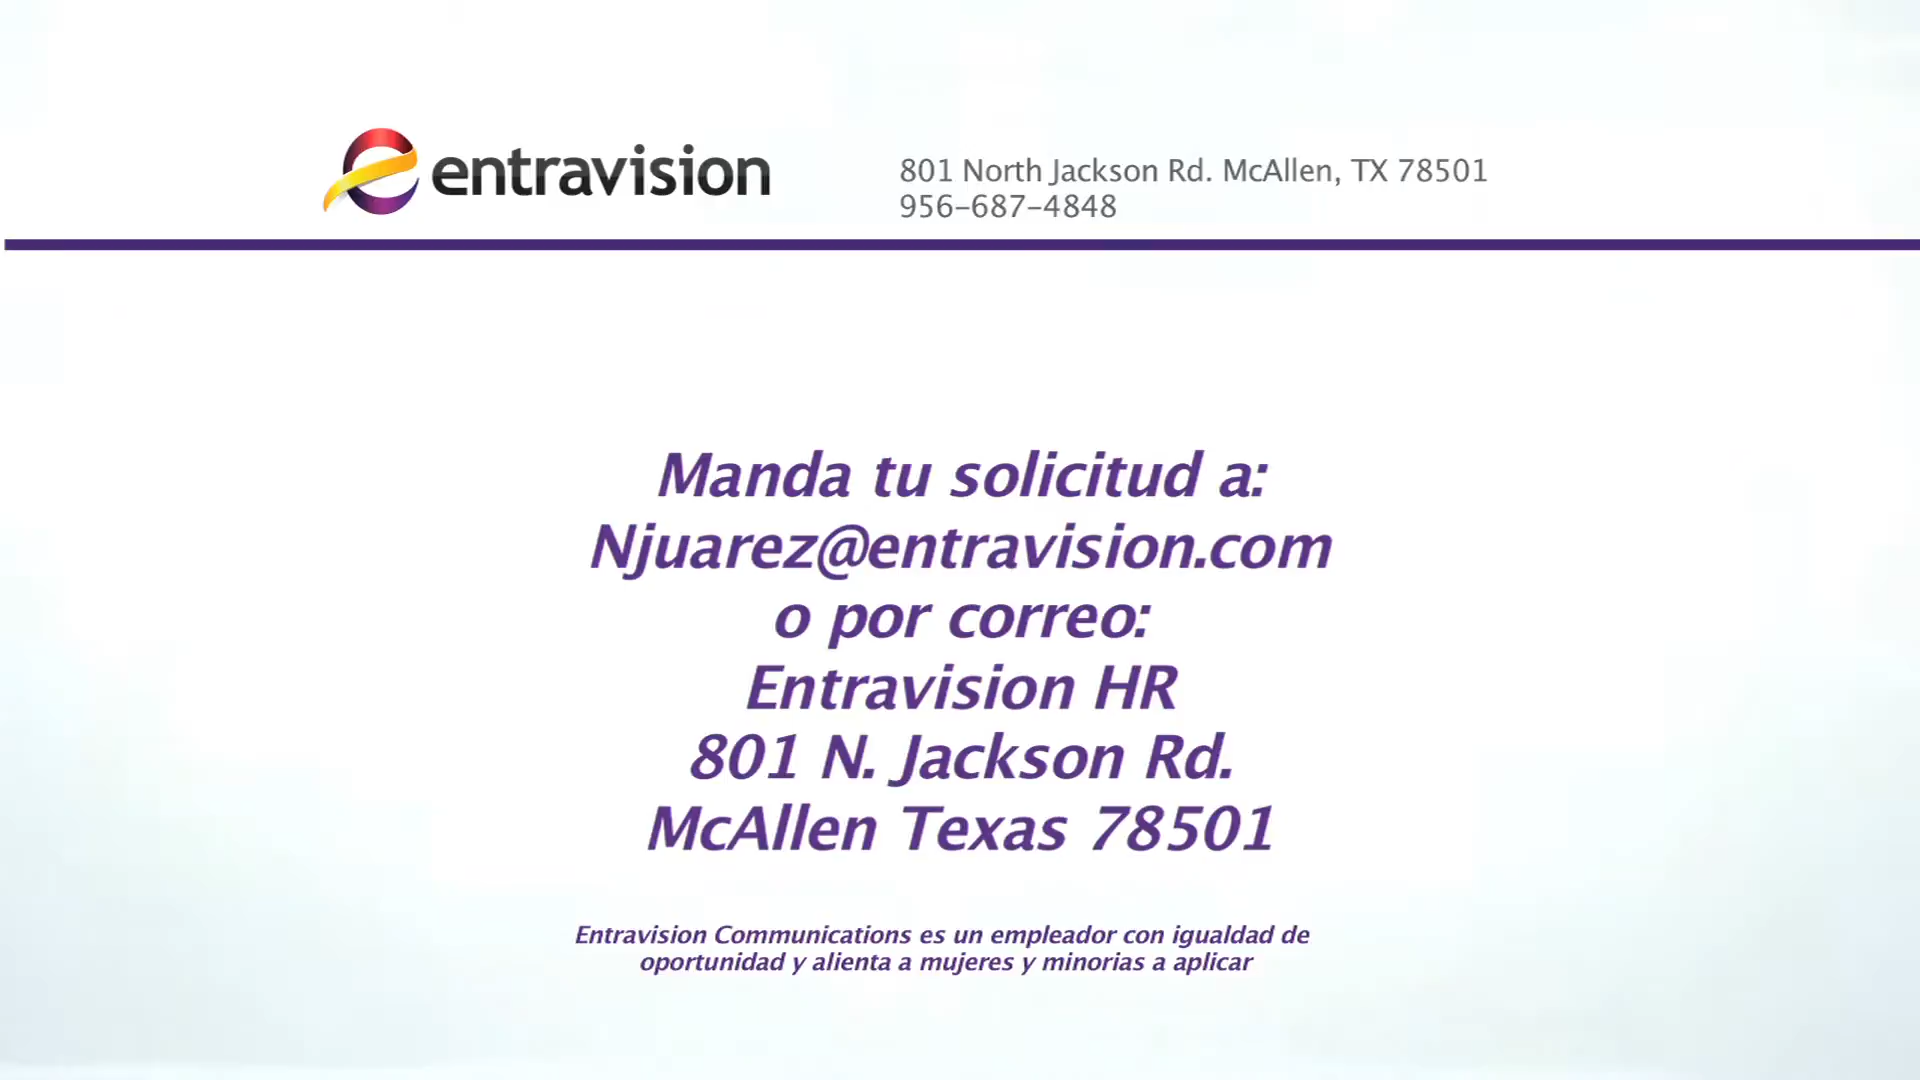 entravision
801 North Jackson Rd. McAllen, TX 78501
956-687-4848
Manda tu solicitud a:
Njuarez@entravision.com
o por correo:
Entravision HR
801 N. Jackson Rd.
McAllen Texas 78501
Entravision Communications es un empleador con igualdad de
oportunidad y alienta a mujeres y minorias a aplicar